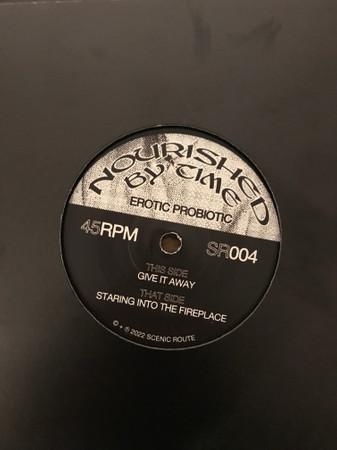 NOURISHED
BY TIME
EROTIC PROBIOTIC
45RPM
SR004
THIS SIDE
GIVE IT AWAY
THAT SIDE
STARING INTO THE FIREPLACE
© + ℗ 2022 SCENIC ROUTE